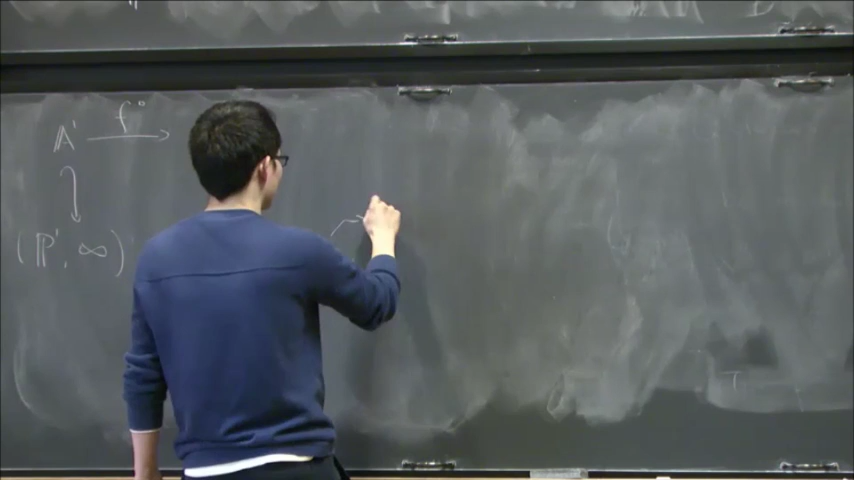 𝔸¹ f° →
(ℙ¹, ∞)